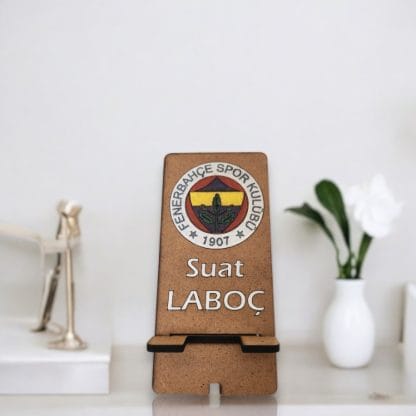 FENERBAHÇE SPOR KULÜBÜ
★ 1907 ★
Suat
LABOÇ